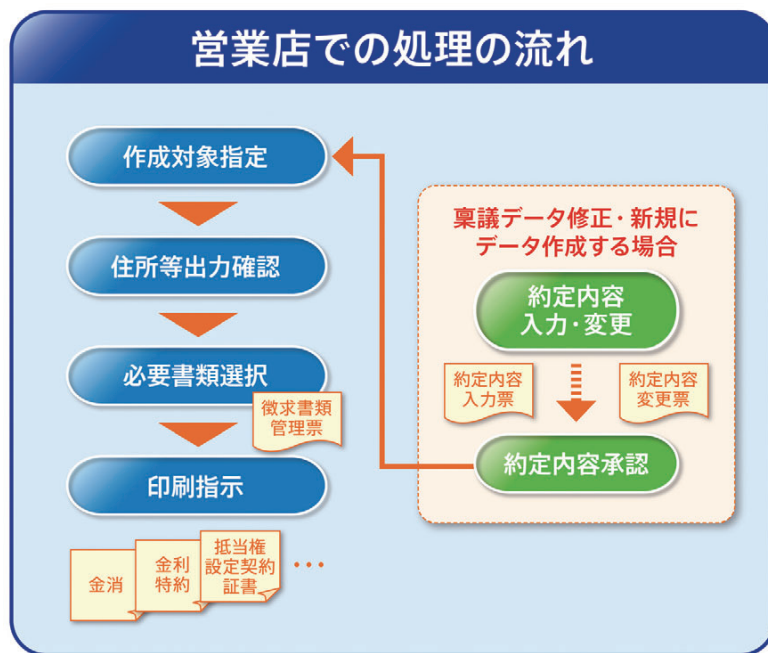 営業店での処理の流れ
作成対象指定
住所等出力確認
必要書類選択
徴求書類
管理票
印刷指示
金消
金利
特約
抵当権
設定契約
証書
・・・
稟議データ修正・新規に
データ作成する場合
約定内容
入力・変更
約定内容
入力票
約定内容
変更票
約定内容承認